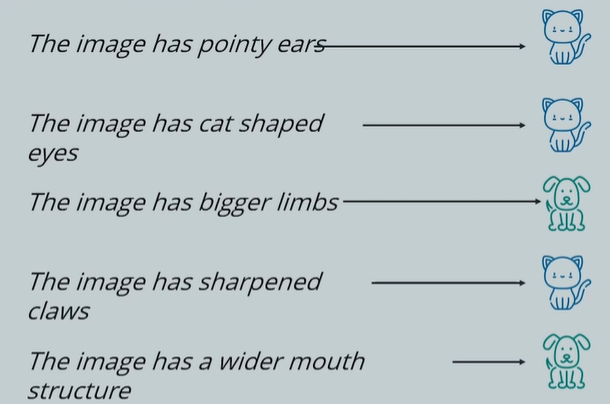 The image has pointy ears
The image has cat shaped
eyes
The image has bigger limbs
The image has sharpened
claws
The image has a wider mouth
structure